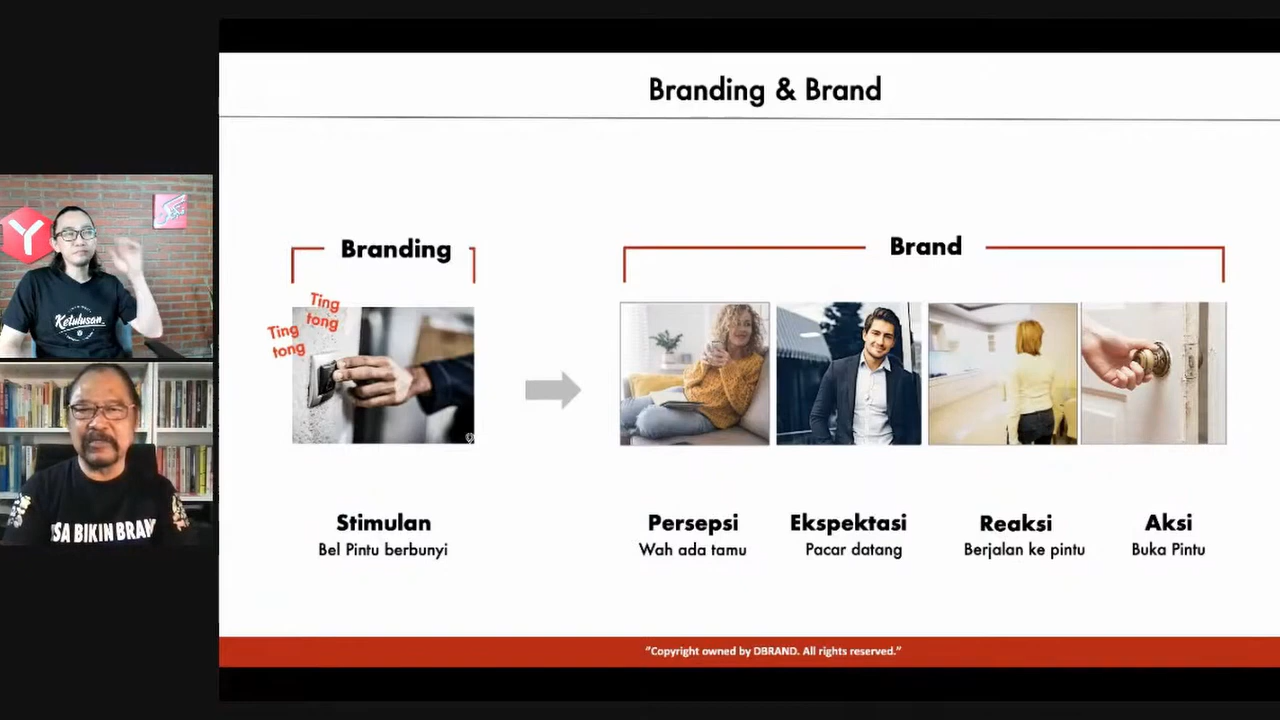 Branding & Brand
Branding
Brand
Ting
tong
Ting
tong
Stimulan
Bel Pintu berbunyi
Persepsi
Wah ada tamu
Ekspektasi
Pacar datang
Reaksi
Berjalan ke pintu
Aksi
Buka Pintu
"Copyright owned by DBRAND. All rights reserved."
Y
Ketulusan
SA BIKIN BRAN